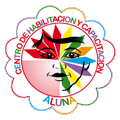 CENTRO DE HABILITACION Y CAPACITACION
ALUNA